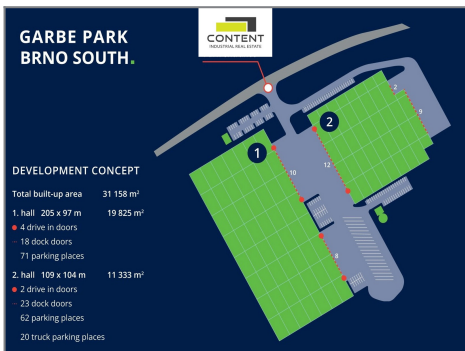 GARBE PARK
BRNO SOUTH.
CONTENT
INDUSTRIAL REAL ESTATE
2
9
2
1
12
10
8
DEVELOPMENT CONCEPT
Total built-up area 31 158 m²
1. hall 205 x 97 m 19 825 m²
4 drive in doors
18 dock doors
71 parking places
2. hall 109 x 104 m 11 333 m²
2 drive in doors
23 dock doors
62 parking places
20 truck parking places